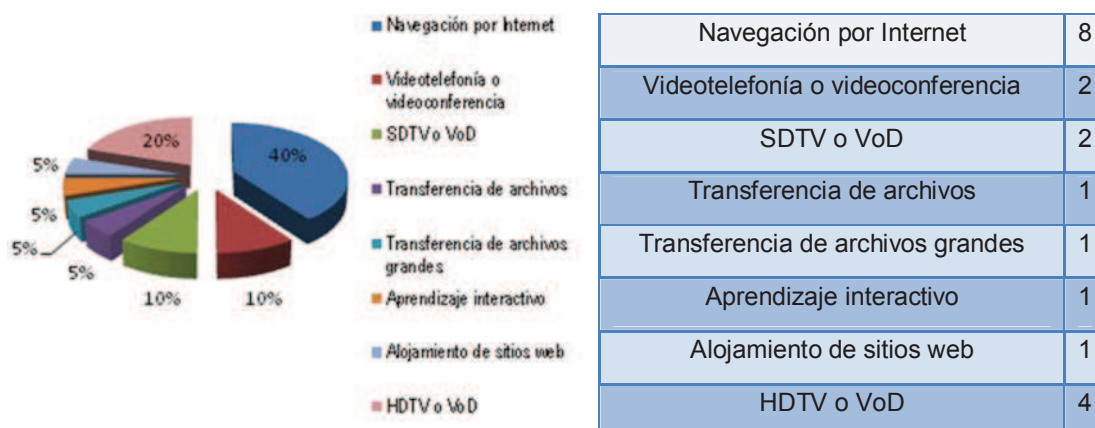 20%
40%
5%
5%
5%
5%
10%
10%
Navegación por Internet
Videotelefonía o
videoconferencia
SDTV o VoD
Transferencia de archivos
Transferencia de archivos
grandes
Aprendizaje interactivo
Alojamiento de sitios web
HDTV o VoD
Navegación por Internet 8
Videotelefonía o videoconferencia 2
SDTV o VoD 2
Transferencia de archivos 1
Transferencia de archivos grandes 1
Aprendizaje interactivo 1
Alojamiento de sitios web 1
HDTV o VoD 4